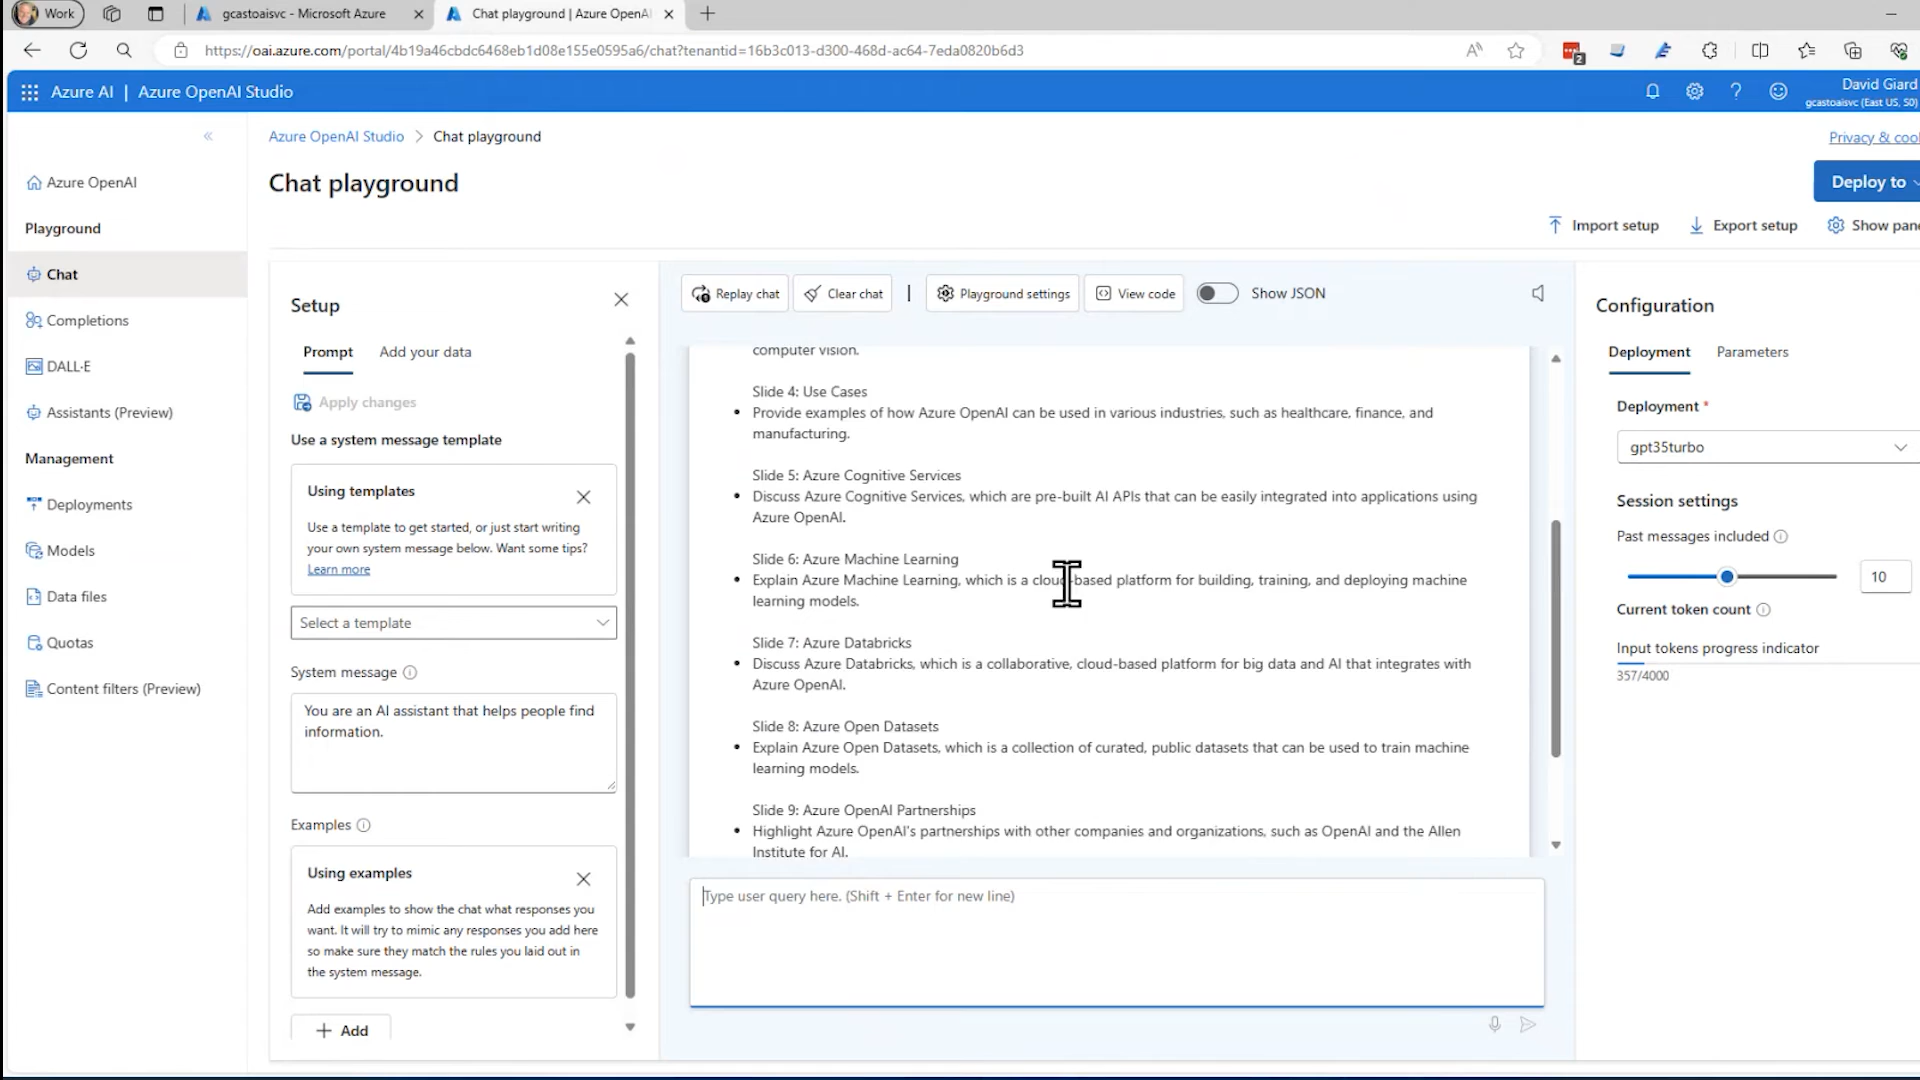 Work
gcastoaisvc - Microsoft Azure
Chat playground | Azure OpenAI
https://oai.azure.com/portal/4b19a46cbdc6468eb1d08e155e0595a6/chat?tenantid=16b3c013-d300-468d-ac64-7eda0820b6d3
2
Azure AI | Azure OpenAI Studio
David Giard
gcastoaisvc (East US, S0)
Azure OpenAI Studio > Chat playground
Privacy & cool
Chat playground
Deploy to
Import setup
Export setup
Show pane
Azure OpenAI
Playground
Chat
Completions
DALL·E
Assistants (Preview)
Management
Deployments
Models
Data files
Quotas
Content filters (Preview)
Setup
Prompt
Add your data
Apply changes
Use a system message template
Using templates
Use a template to get started, or just start writing
your own system message below. Want some tips?
Learn more
Select a template
System message
You are an AI assistant that helps people find
information.
Examples
Using examples
Add examples to show the chat what responses you
want. It will try to mimic any responses you add here
so make sure they match the rules you laid out in
the system message.
+ Add
Replay chat
Clear chat
Playground settings
View code
Show JSON
computer vision.
Slide 4: Use Cases
• Provide examples of how Azure OpenAI can be used in various industries, such as healthcare, finance, and
manufacturing.
Slide 5: Azure Cognitive Services
• Discuss Azure Cognitive Services, which are pre-built AI APIs that can be easily integrated into applications using
Azure OpenAI.
Slide 6: Azure Machine Learning
• Explain Azure Machine Learning, which is a cloud-based platform for building, training, and deploying machine
learning models.
Slide 7: Azure Databricks
• Discuss Azure Databricks, which is a collaborative, cloud-based platform for big data and AI that integrates with
Azure OpenAI.
Slide 8: Azure Open Datasets
• Explain Azure Open Datasets, which is a collection of curated, public datasets that can be used to train machine
learning models.
Slide 9: Azure OpenAI Partnerships
• Highlight Azure OpenAI's partnerships with other companies and organizations, such as OpenAI and the Allen
Institute for AI.
Type user query here. (Shift + Enter for new line)
Configuration
Deployment
Parameters
Deployment *
gpt35turbo
Session settings
Past messages included
10
Current token count
Input tokens progress indicator
357/4000